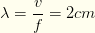 λ = v/f = 2cm